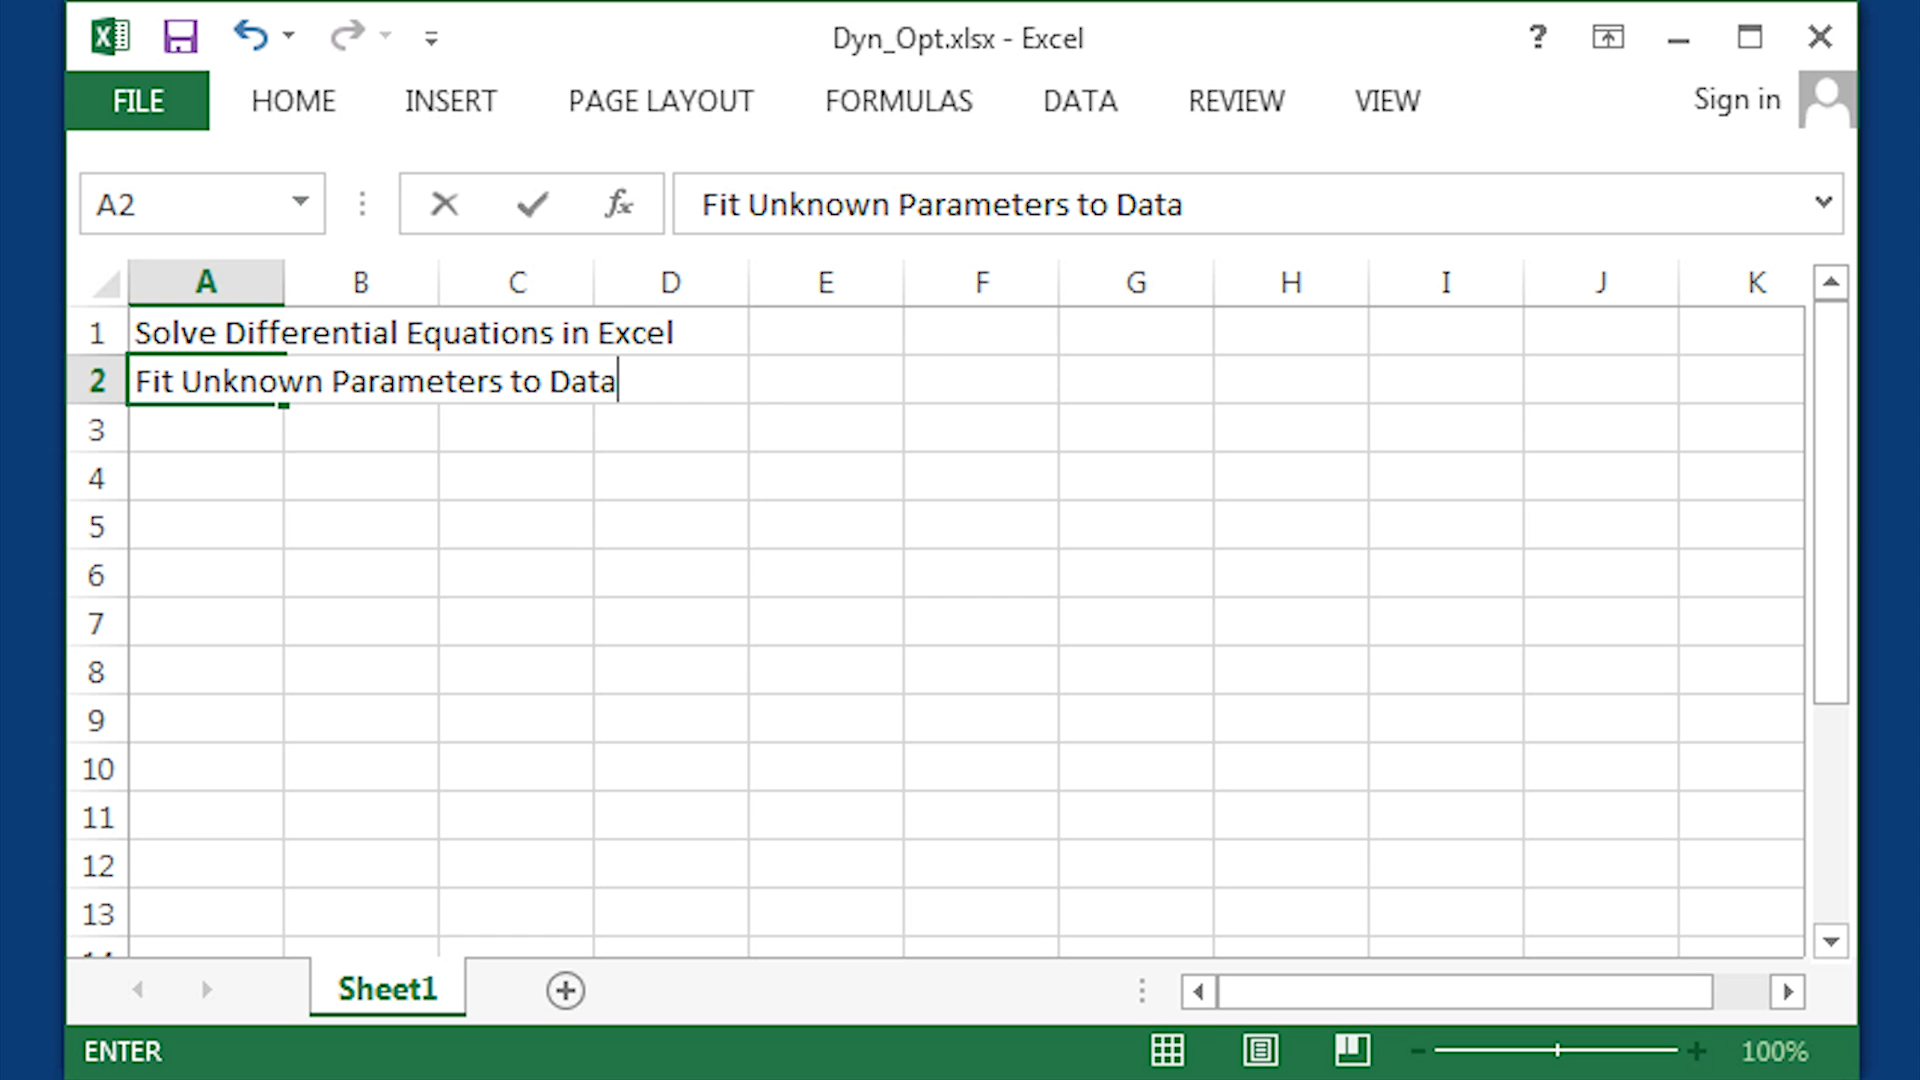 Dyn_Opt.xlsx - Excel
?
FILE HOME INSERT PAGE LAYOUT FORMULAS DATA REVIEW VIEW Sign in
A2 fx Fit Unknown Parameters to Data
A B C D E F G H I J K
1 Solve Differential Equations in Excel
2 Fit Unknown Parameters to Data
3
4
5
6
7
8
9
10
11
12
13
Sheet1
ENTER 100%